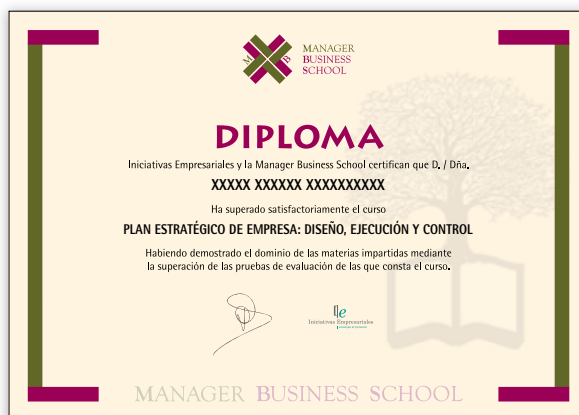 M B
MANAGER
BUSINESS
SCHOOL
DIPLOMA
Iniciativas Empresariales y la Manager Business School certifican que D. / Dña.
XXXXX XXXXXX XXXXXXXXXX
Ha superado satisfactoriamente el curso
PLAN ESTRATÉGICO DE EMPRESA: DISEÑO, EJECUCIÓN Y CONTROL
Habiendo demostrado el dominio de las materias impartidas mediante
la superación de las pruebas de evaluación de las que consta el curso.
Ie
Iniciativas Empresariales
MANAGER BUSINESS SCHOOL